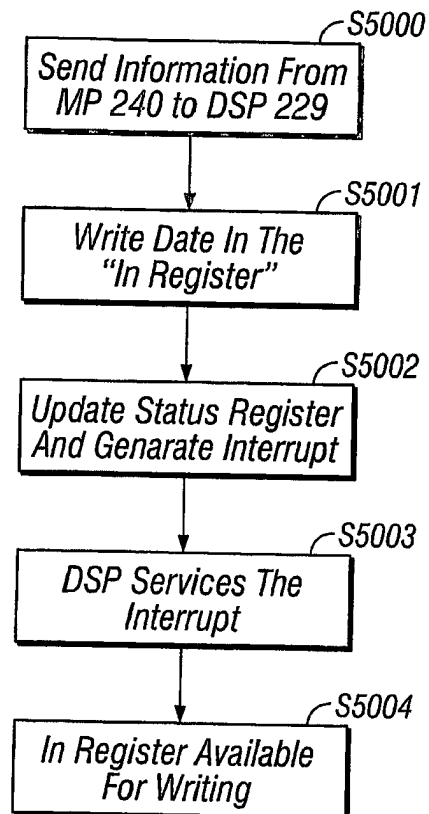 S5000
Send Information From
MP 240 to DSP 229
S5001
Write Date In The
“In Register”
S5002
Update Status Register
And Genarate Interrupt
S5003
DSP Services The
Interrupt
S5004
In Register Available
For Writing